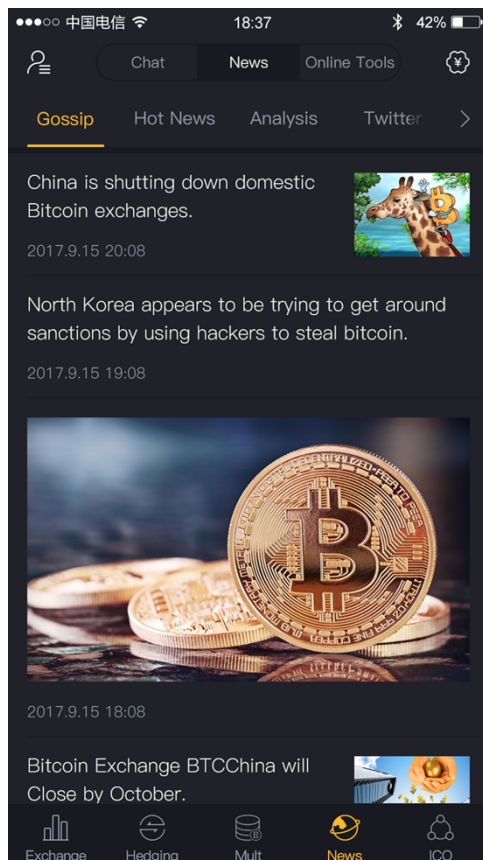 中国电信 18:37 42%
Chat News Online Tools
Gossip Hot News Analysis Twitter
China is shutting down domestic
Bitcoin exchanges.
2017.9.15 20:08
North Korea appears to be trying to get around
sanctions by using hackers to steal bitcoin.
2017.9.15 19:08
2017.9.15 18:08
Bitcoin Exchange BTCChina will
Close by October.
Exchange Hedging Mult News ICO